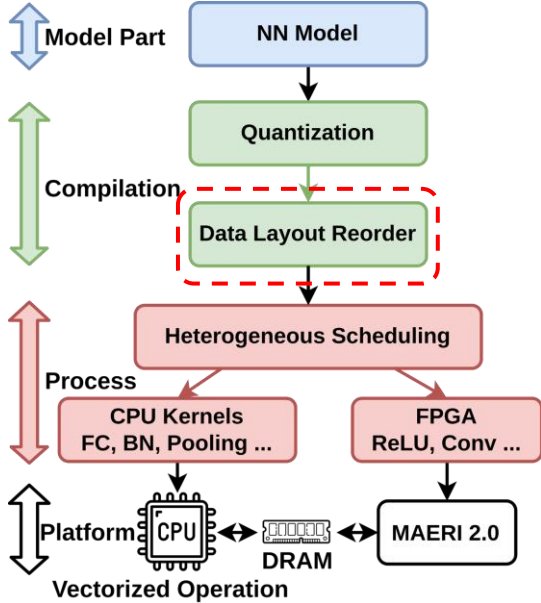 Model Part
NN Model
Quantization
Compilation
Data Layout Reorder
Heterogeneous Scheduling
Process
CPU Kernels
FC, BN, Pooling ...
FPGA
ReLU, Conv ...
Platform
CPU
DRAM
MAERI 2.0
Vectorized Operation